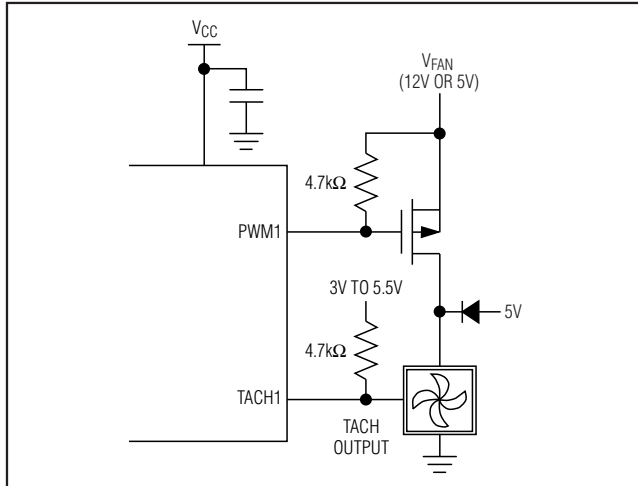 VCC
VFAN
(12V OR 5V)
4.7kΩ
PWM1
3V TO 5.5V
5V
4.7kΩ
TACH1
TACH
OUTPUT